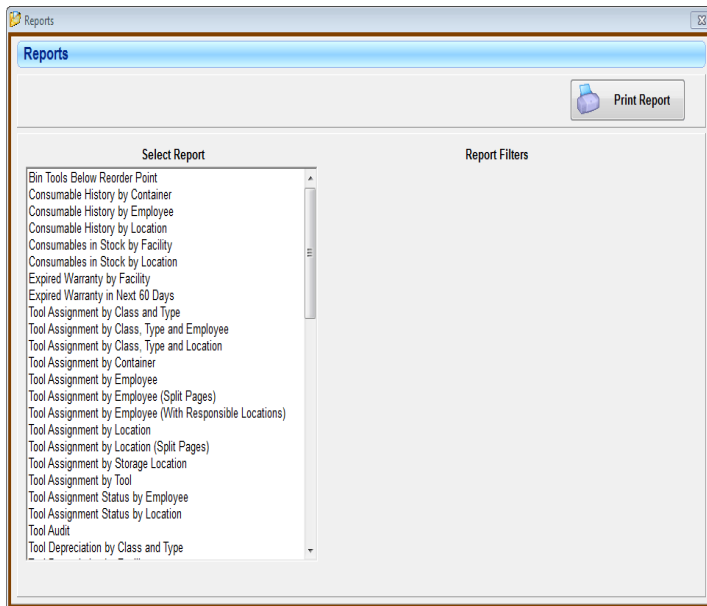 Reports
Reports
Print Report
Select Report
Report Filters
Bin Tools Below Reorder Point
Consumable History by Container
Consumable History by Employee
Consumable History by Location
Consumables in Stock by Facility
Consumables in Stock by Location
Expired Warranty by Facility
Expired Warranty in Next 60 Days
Tool Assignment by Class and Type
Tool Assignment by Class, Type and Employee
Tool Assignment by Class, Type and Location
Tool Assignment by Container
Tool Assignment by Employee
Tool Assignment by Employee (Split Pages)
Tool Assignment by Employee (With Responsible Locations)
Tool Assignment by Location
Tool Assignment by Location (Split Pages)
Tool Assignment by Storage Location
Tool Assignment by Tool
Tool Assignment Status by Employee
Tool Assignment Status by Location
Tool Audit
Tool Depreciation by Class and Type